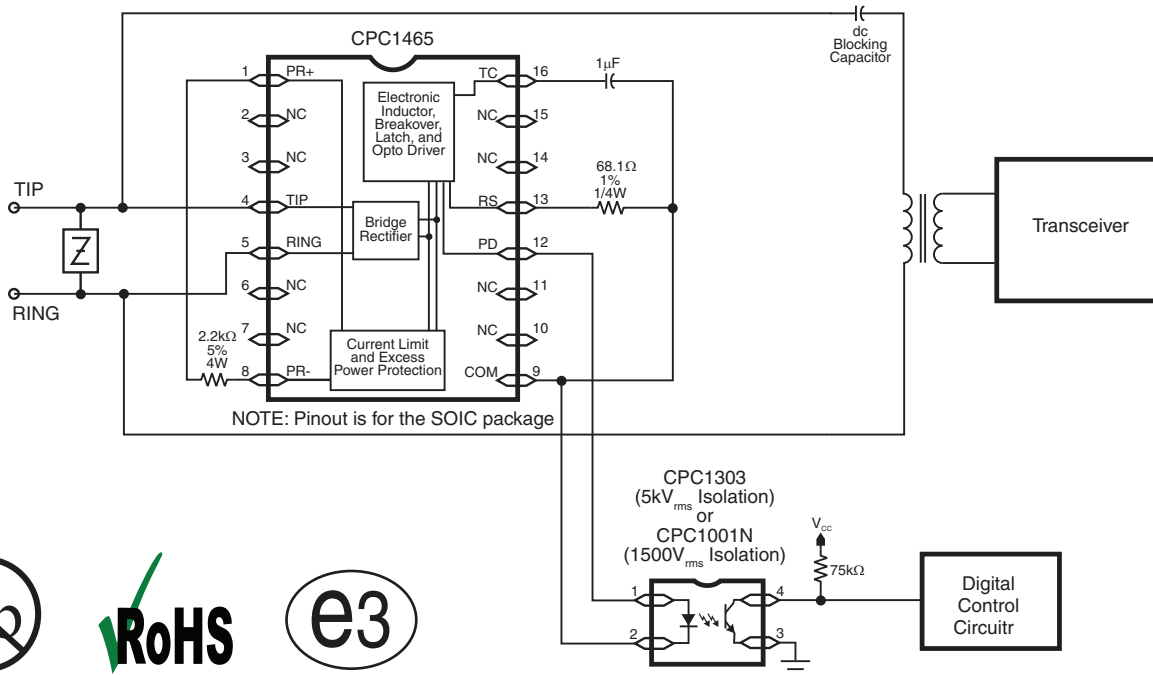 dc
Blocking
Capacitor
CPC1465
1 PR+
TC 16
1μF
2 NC
NC 15
3 NC
NC 14
Electronic
Inductor,
Breakover,
Latch, and
Opto Driver
TIP
4 TIP
RS 13
68.1Ω
1%
1/4W
Bridge
Rectifier
Transceiver
Z
5 RING
PD 12
RING
6 NC
NC 11
7 NC
NC 10
2.2kΩ
5%
4W
8 PR-
COM 9
Current Limit
and Excess
Power Protection
NOTE: Pinout is for the SOIC package
CPC1303
(5kVrms Isolation)
or
CPC1001N
(1500Vrms Isolation)
Vcc
75kΩ
1
4
2
3
Digital
Control
Circuitr
RoHS
e3